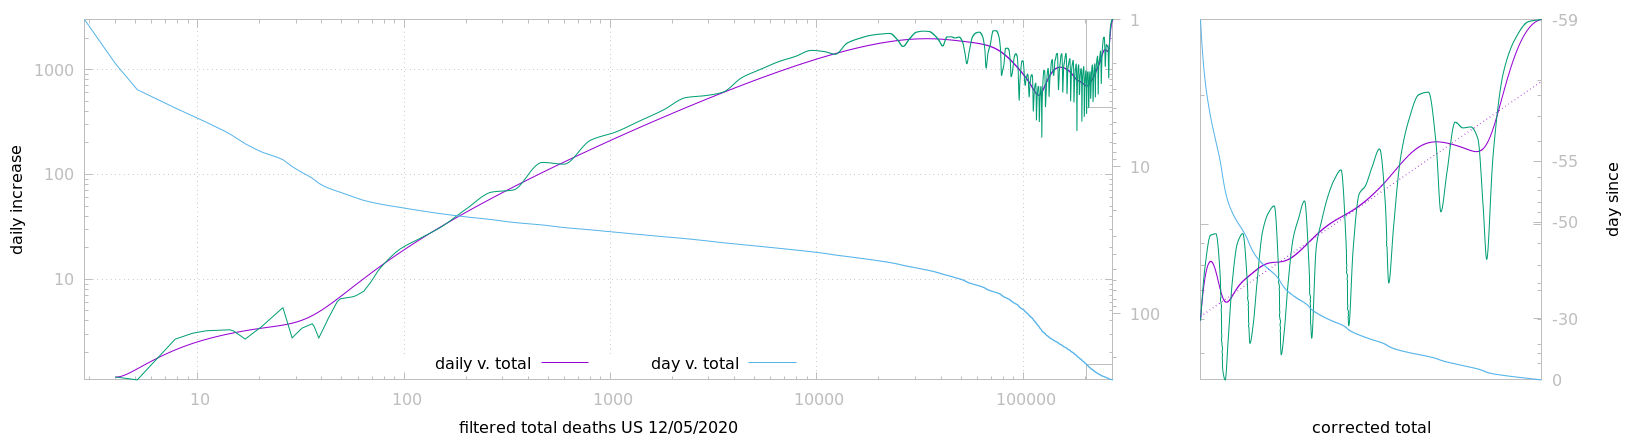 1
-59
1000
daily increase
100
10
-55
-50
day since
10
100
-30
daily v. total
day v. total
0
10
100
1000
10000
100000
filtered total deaths US 12/05/2020
corrected total